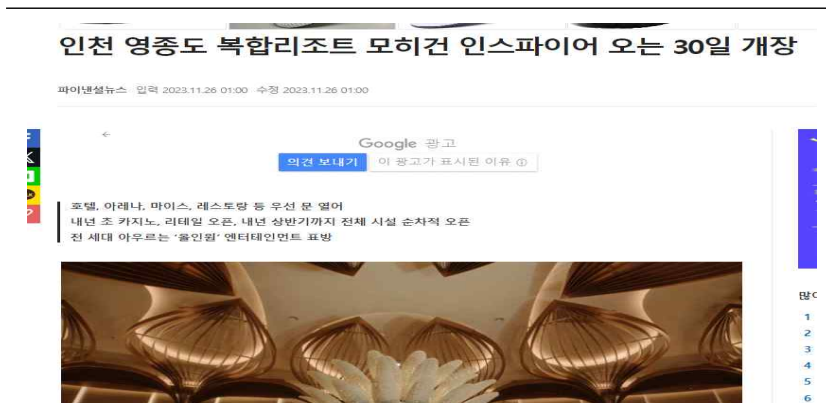 인천 영종도 복합리조트 모히건 인스파이어 오는 30일 개장
파이낸셜뉴스 입력 2023.11.26 01:00 수정 2023.11.26 01:00
Google 광고
의견 보내기 이 광고가 표시된 이유
호텔, 아레나, 마이스, 레스토랑 등 우선 문 열어
내년 초 카지노, 리테일 오픈, 내년 상반기까지 전체 시설 순차적 오픈
전 세대 아우르는 '올인원' 엔터테인먼트 표방
1
2
3
4
5
6